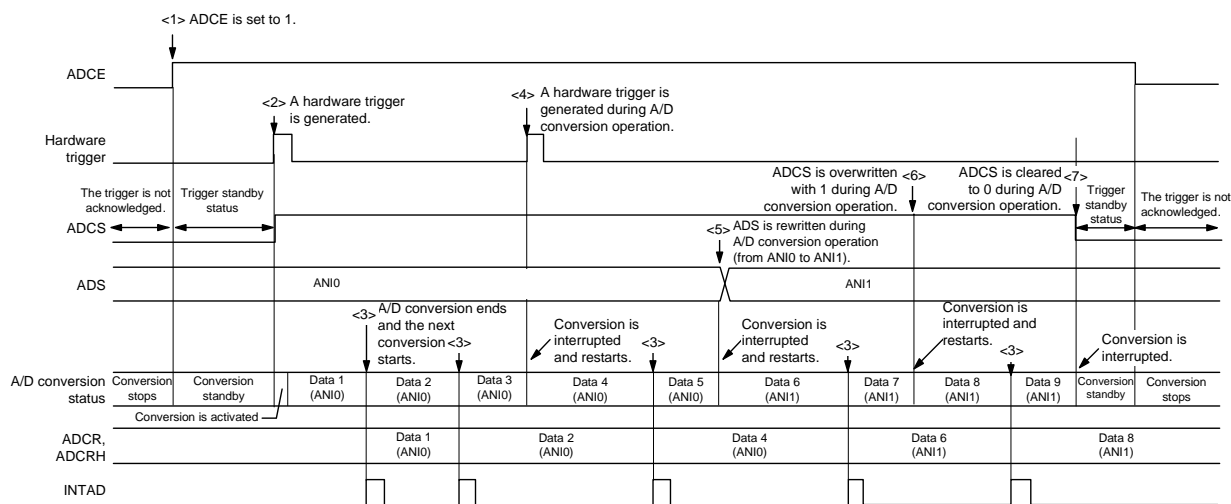 <1> ADCE is set to 1.
ADCE
<2> A hardware trigger
is generated.
<4> A hardware trigger is
generated during A/D
conversion operation.
Hardware
trigger
The trigger is not
acknowledged.
Trigger standby
status
ADCS is overwritten <6>
with 1 during A/D
conversion operation.
ADCS is cleared <7>
to 0 during A/D
conversion operation.
Trigger
standby
status
The trigger is not
acknowledged.
ADCS
<5> ADS is rewritten during
A/D conversion operation
(from ANI0 to ANI1).
ADS
ANI0
ANI1
<3> A/D conversion ends
and the next
conversion
starts.
<3>
Conversion is
interrupted
and restarts.
<3>
Conversion is
interrupted
and restarts.
<3>
Conversion is
interrupted and
restarts.
<3>
Conversion is
interrupted.
A/D conversion
status
Conversion
stops
Conversion
standby
Data 1
(ANI0)
Data 2
(ANI0)
Data 3
(ANI0)
Data 4
(ANI0)
Data 5
(ANI0)
Data 6
(ANI1)
Data 7
(ANI1)
Data 8
(ANI1)
Data 9
(ANI1)
Conversion
standby
Conversion
stops
Conversion is activated
ADCR,
ADCRH
Data 1
(ANI0)
Data 2
(ANI0)
Data 4
(ANI0)
Data 6
(ANI1)
Data 8
(ANI1)
INTAD